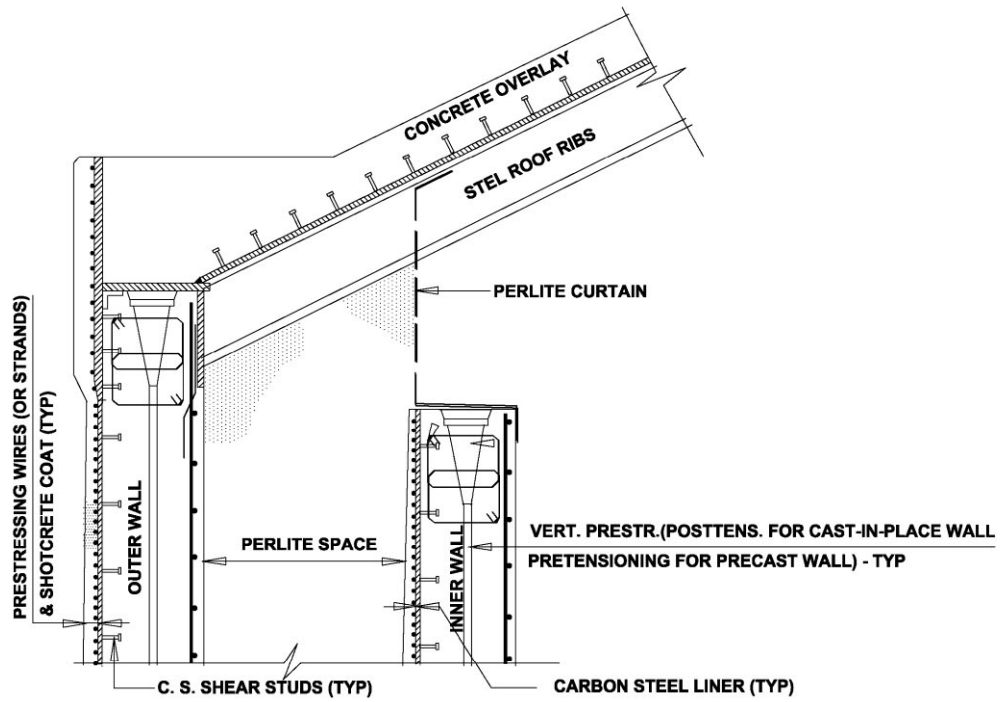 CONCRETE OVERLAY
STEL ROOF RIBS
PERLITE CURTAIN
PRESTRESSING WIRES (OR STRANDS)
& SHOTCRETE COAT (TYP)
OUTER WALL
PERLITE SPACE
INNER WALL
VERT. PRESTR.(POSTTENS. FOR CAST-IN-PLACE WALL
PRETENSIONING FOR PRECAST WALL) - TYP
C. S. SHEAR STUDS (TYP)
CARBON STEEL LINER (TYP)